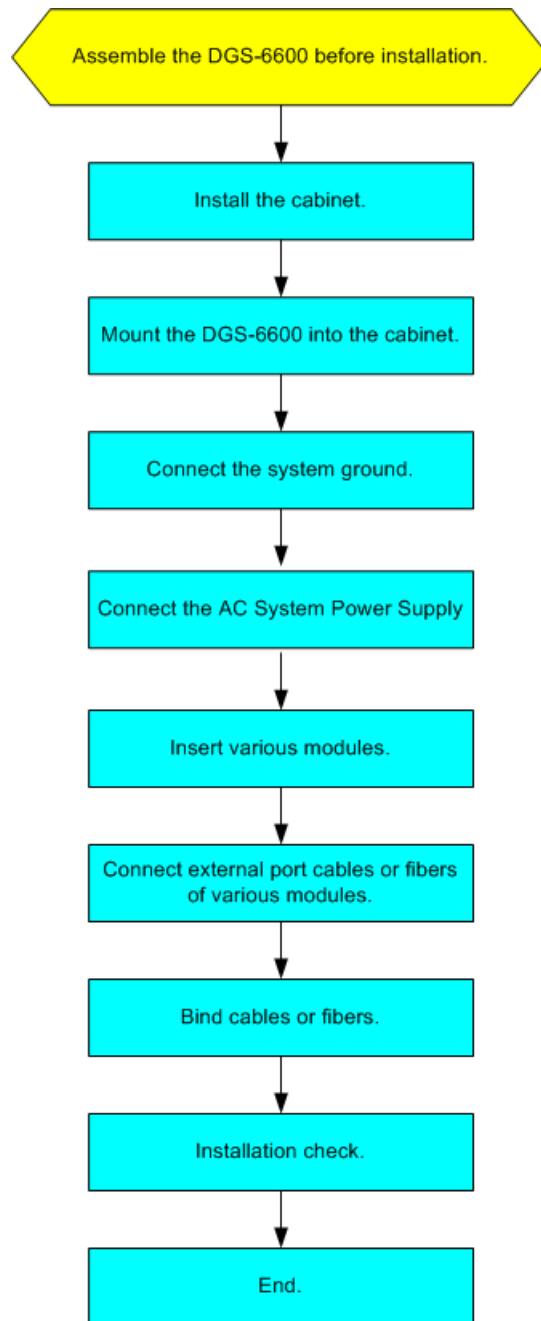 Assemble the DGS-6600 before installation.
Install the cabinet.
Mount the DGS-6600 into the cabinet.
Connect the system ground.
Connect the AC System Power Supply
Insert various modules.
Connect external port cables or fibers
of various modules.
Bind cables or fibers.
Installation check.
End.